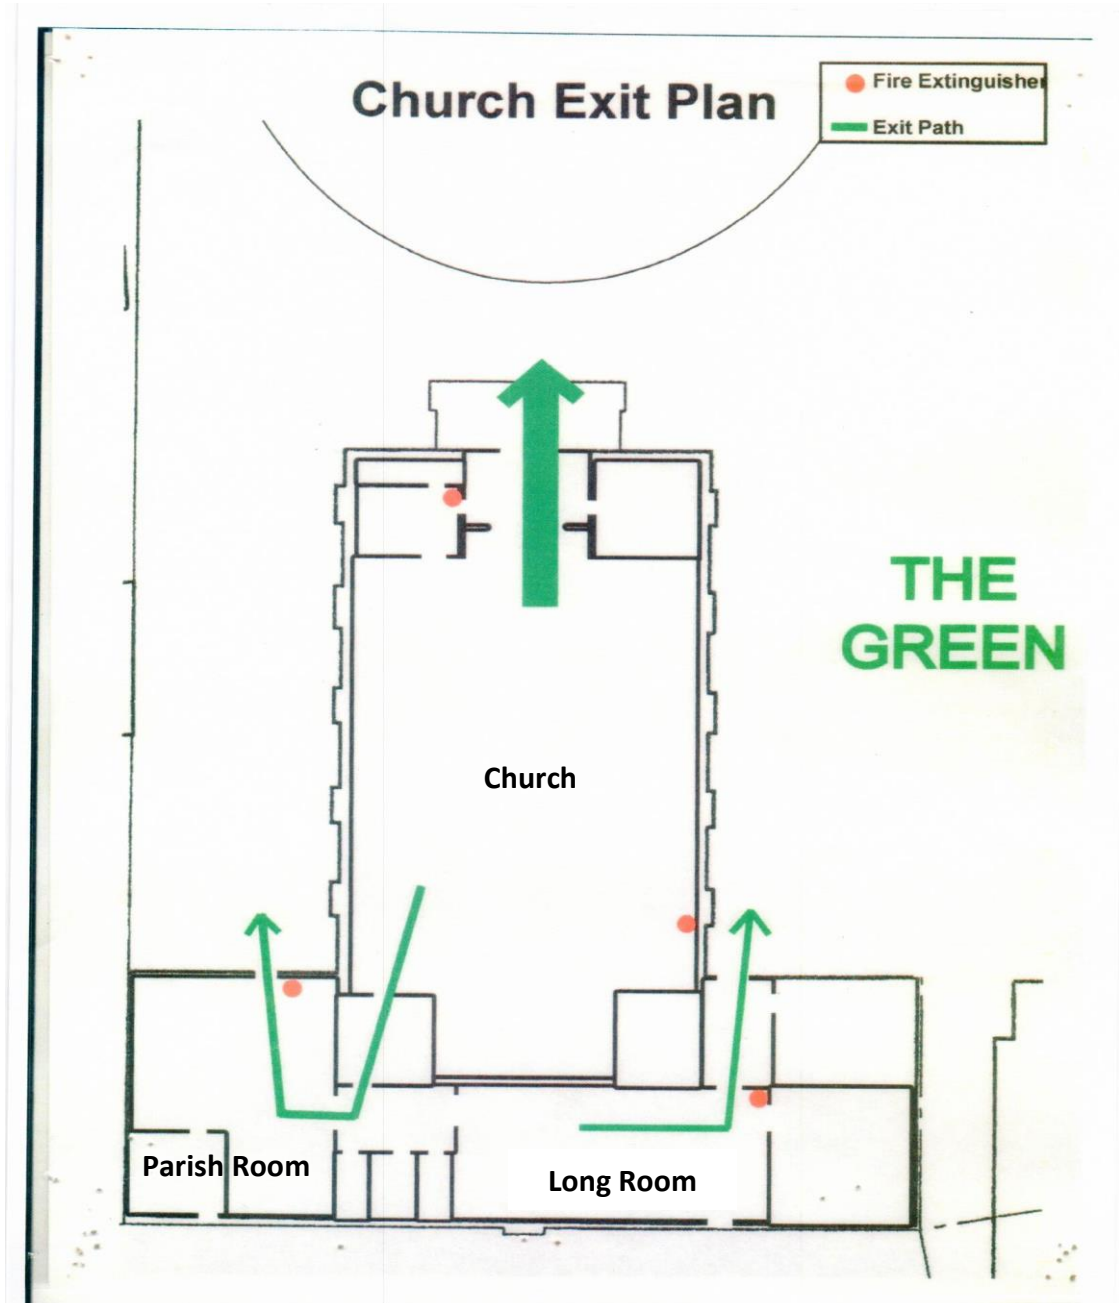 Church Exit Plan
Fire Extinguisher
Exit Path
THE
GREEN
Church
Parish Room
Long Room